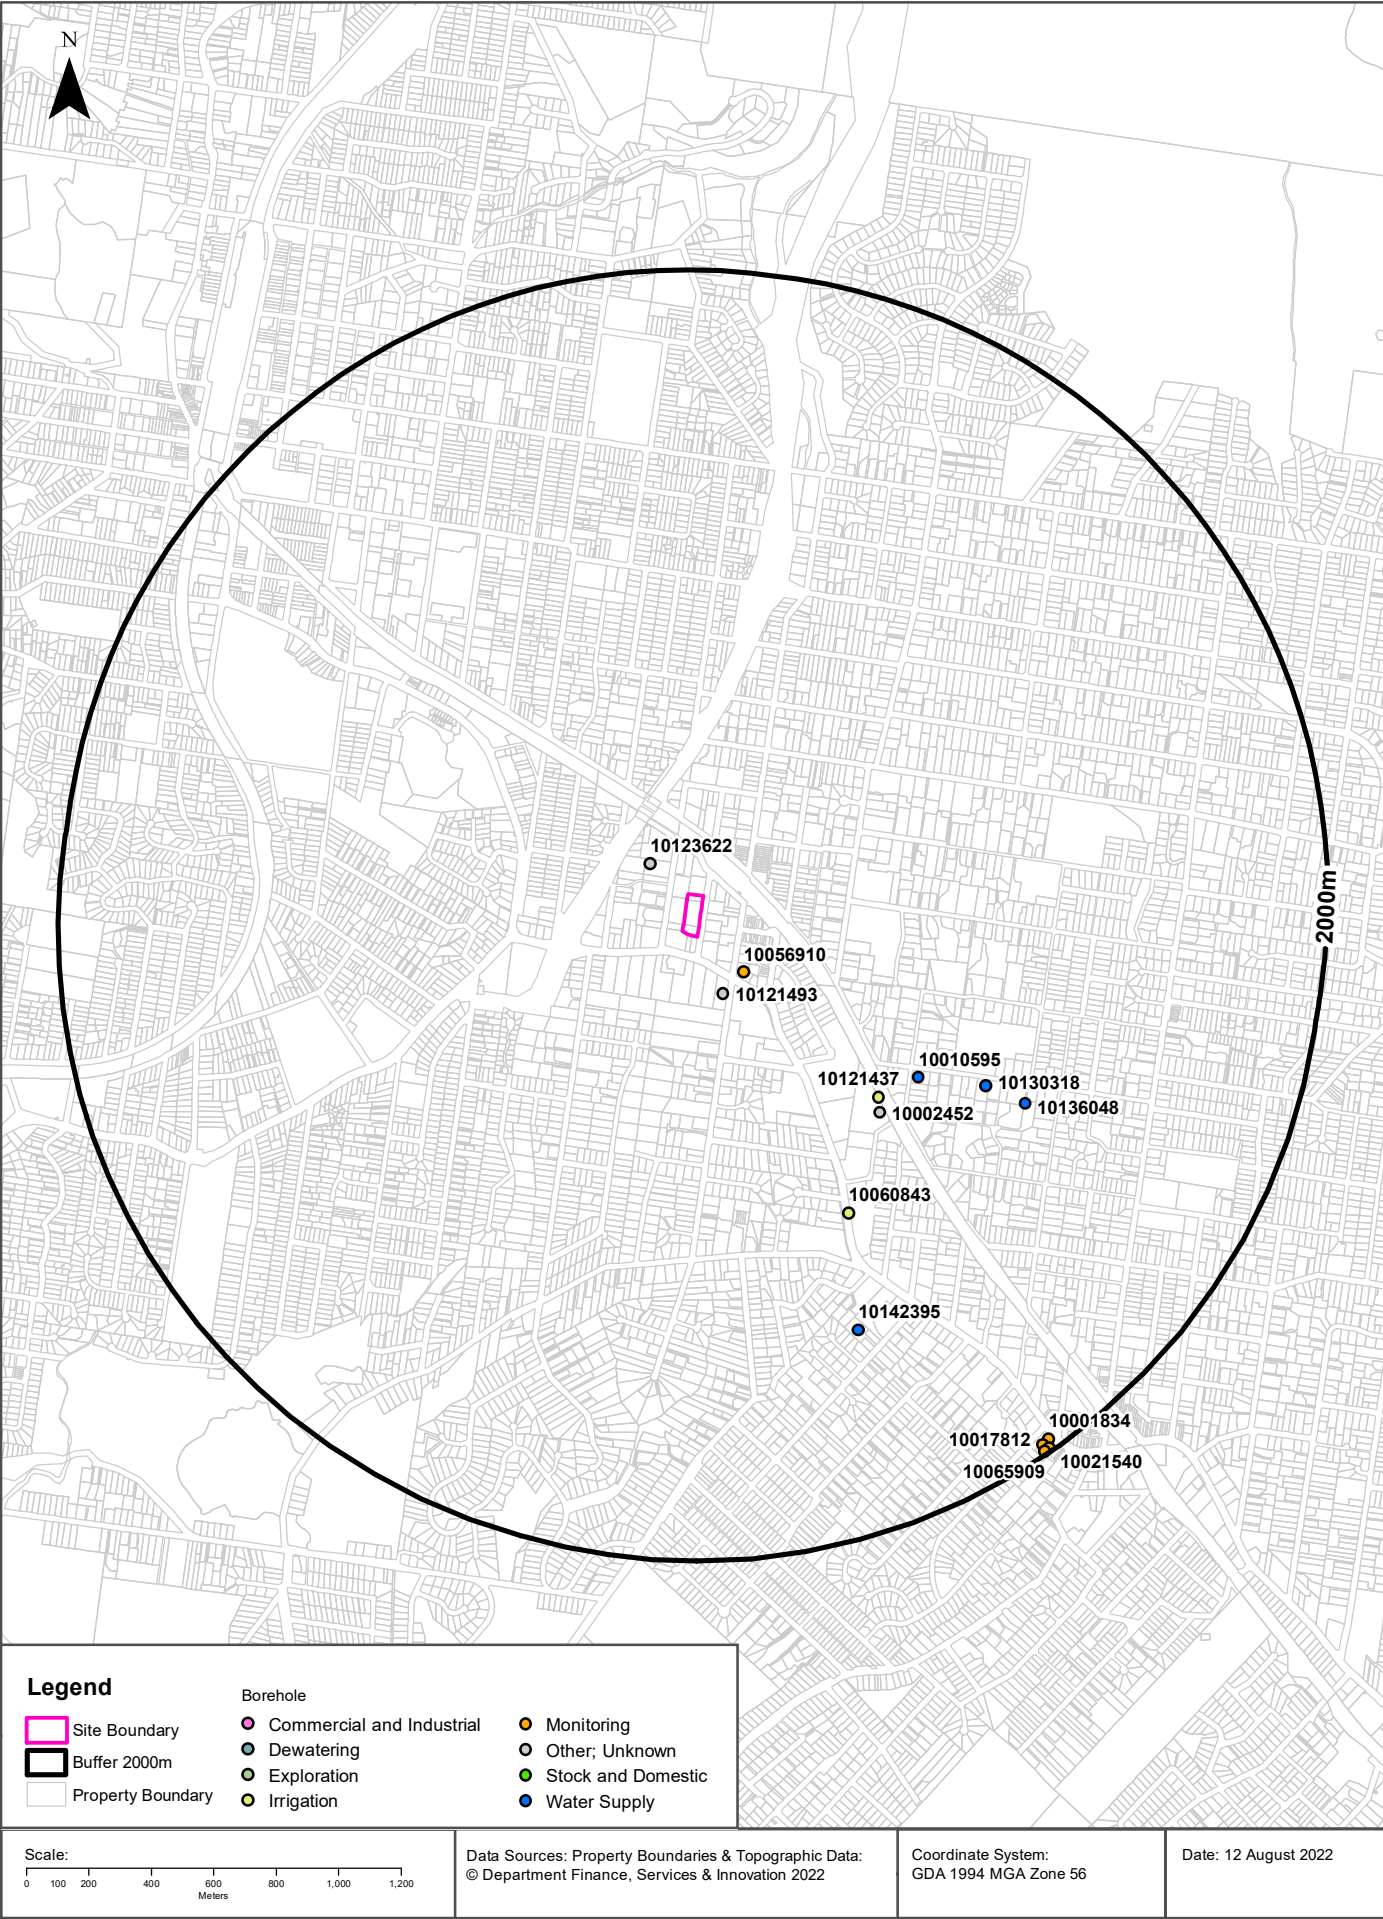 N
10123622
2000m
10056910
10121493
10010595
10121437
10130318
10136048
10002452
10060843
10142395
10001834
10017812
10021540
10065909
Legend
Site Boundary
Buffer 2000m
Property Boundary
Borehole
Commercial and Industrial
Dewatering
Exploration
Irrigation
Monitoring
Other; Unknown
Stock and Domestic
Water Supply
Scale:
0 100 200 400 600 800 1,000 1,200
Meters
Data Sources: Property Boundaries & Topographic Data:
© Department Finance, Services & Innovation 2022
Coordinate System:
GDA 1994 MGA Zone 56
Date: 12 August 2022